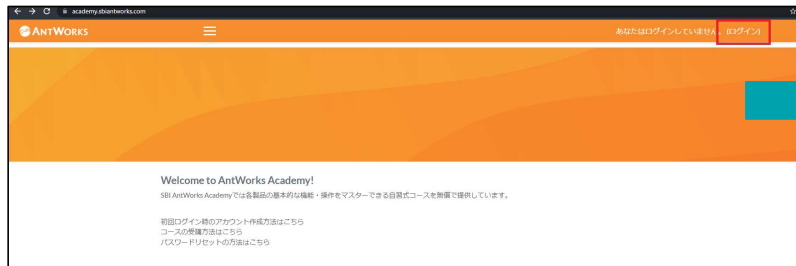 academy.sbiantworks.com
ANTWORKS
あなたはログインしていません。(ログイン)
Welcome to AntWorks Academy!
SBI AntWorks Academyでは各製品の基本的な機能・操作をマスターできる自習式コースを無償で提供しています。
初回ログイン時のアカウント作成方法はこちら
コースの受講方法はこちら
パスワードリセットの方法はこちら